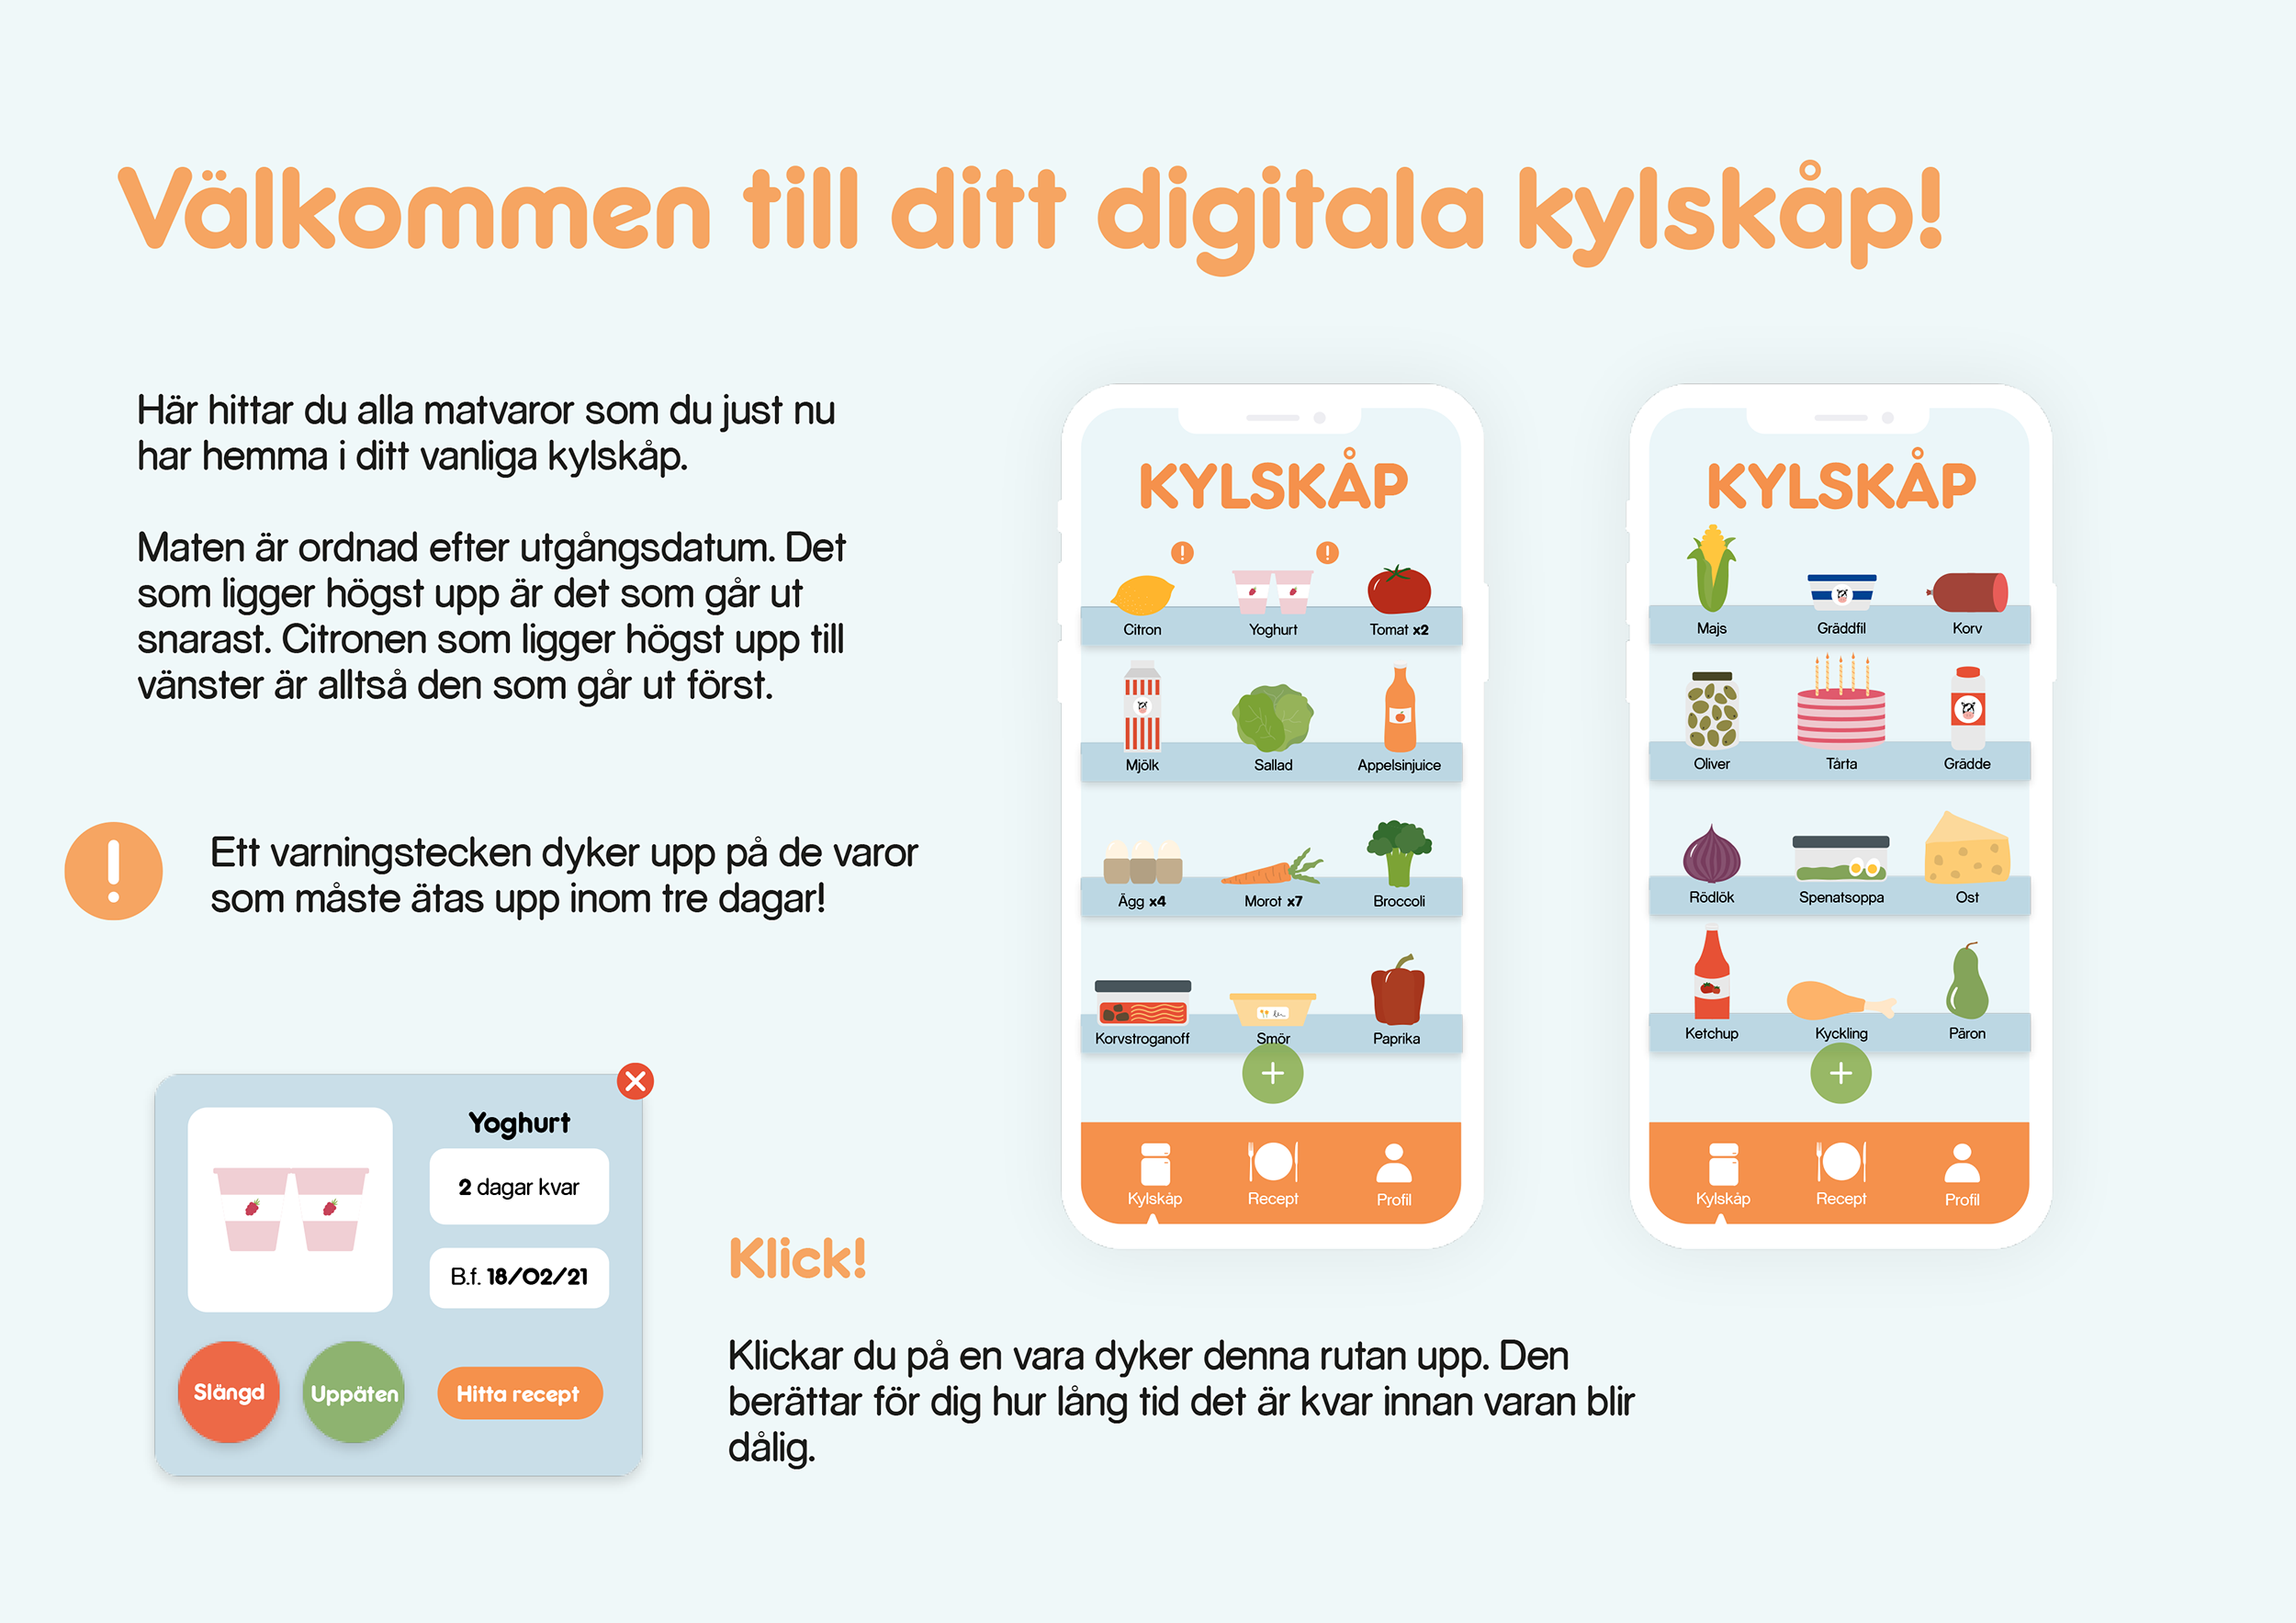 Välkommen till ditt digitala kylskåp!
Här hittar du alla matvaror som du just nu
har hemma i ditt vanliga kylskåp.
Maten är ordnad efter utgångsdatum. Det
som ligger högst upp är det som går ut
snarast. Citronen som ligger högst upp till
vänster är alltså den som går ut först.
!
Ett varningstecken dyker upp på de varor
som måste ätas upp inom tre dagar!
Yoghurt
2 dagar kvar
B.f. 18/02/21
Slängd
Uppäten
Hitta recept
Klick!
Klickar du på en vara dyker denna rutan upp. Den
berättar för dig hur lång tid det är kvar innan varan blir
dålig.
KYLSKÅP
! !
Citron Yoghurt Tomat x2
Mjölk Sallad Appelsinjuice
Ägg x4 Morot x7 Broccoli
Korvstroganoff Smör Paprika
+
Kylskåp Recept Profil
KYLSKÅP
Majs Gräddfil Korv
Oliver Tårta Grädde
Rödlök Spenatsoppa Ost
Ketchup Kyckling Päron
+
Kylskåp Recept Profil